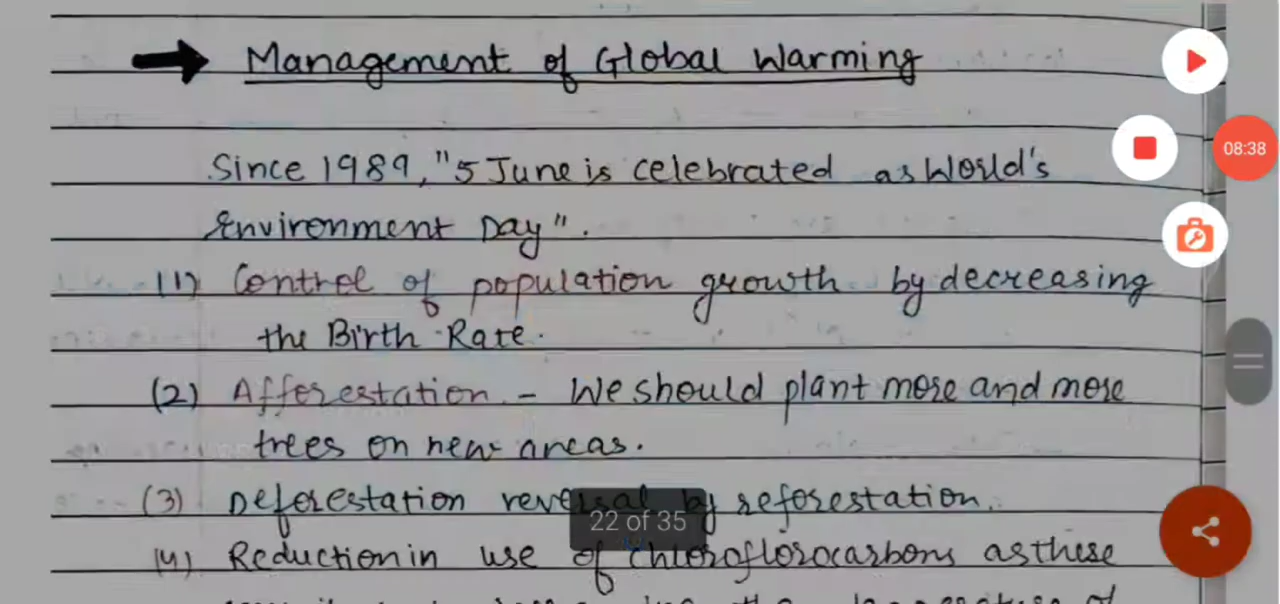 Management of Global Warming
Since 1989, "5 June is celebrated as World's
Environment Day".
(1) Control of population growth by decreasing
the Birth Rate.
(2) Afforestation - We should plant more and more
trees on new areas.
(3) Deforestation reversal by reforestation.
22 of 35
(4) Reduction in use of chloroflorocarbons as these
08:38